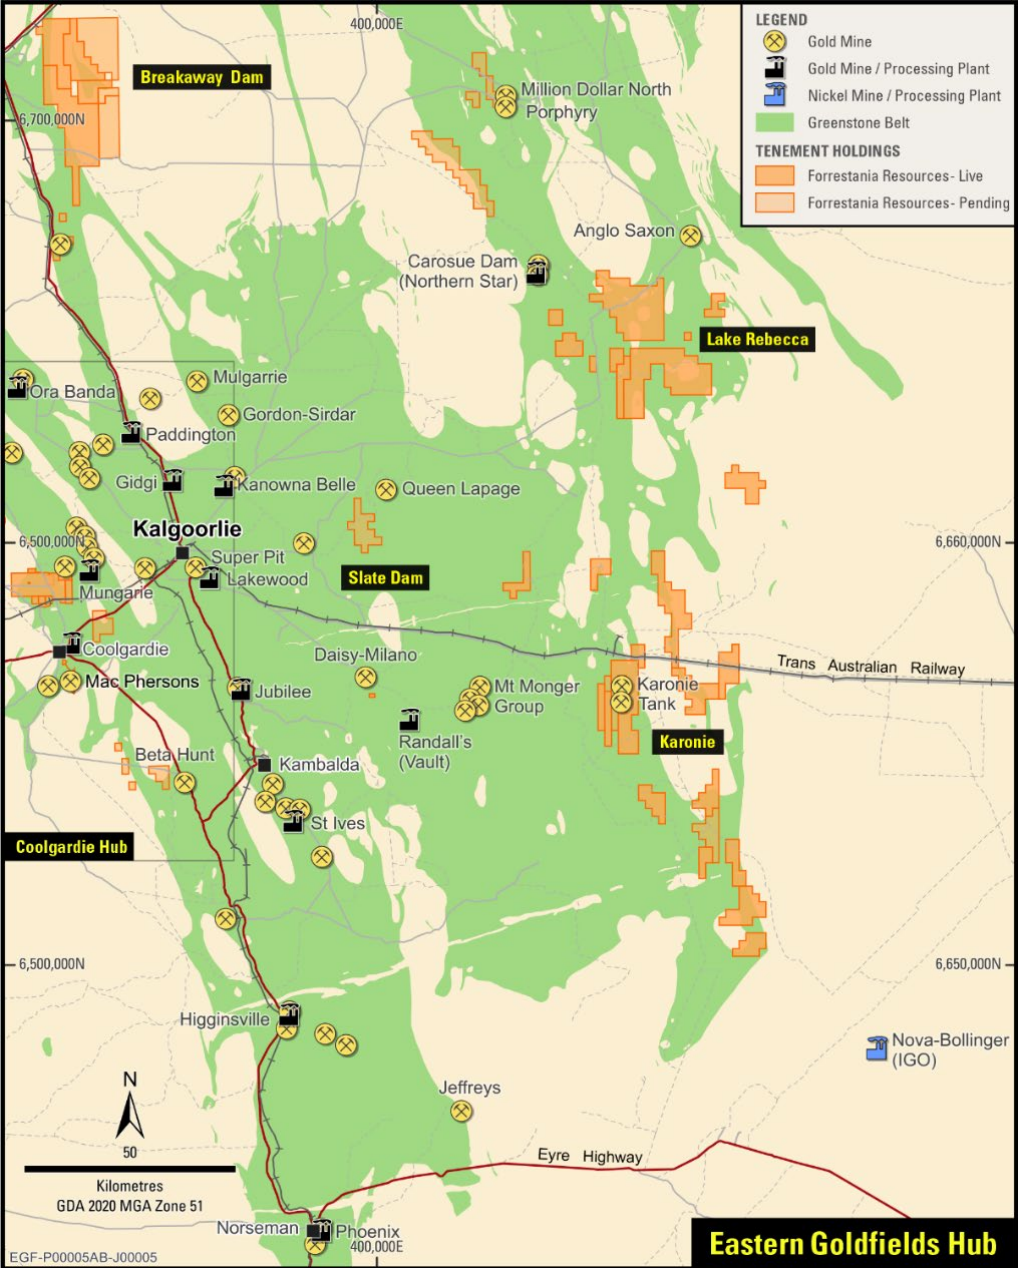 400,000E
LEGEND
Gold Mine
Gold Mine / Processing Plant
Nickel Mine / Processing Plant
Greenstone Belt
TENEMENT HOLDINGS
Forrestania Resources - Live
Forrestania Resources - Pending
Breakaway Dam
Million Dollar North
Porphyry
6,700,000N
Anglo Saxon
Carosue Dam
(Northern Star)
Lake Rebecca
Mulgarrie
Ora Banda
Gordon-Sirdar
Paddington
Gidgi
Kanowna Belle
Queen Lapage
Kalgoorlie
6,500,000N
6,660,000N
Super Pit
Lakewood
Slate Dam
Mungarie
Coolgardie
Daisy-Milano
Trans Australian Railway
Mac Phersons
Jubilee
Mt Monger
Group
Karonie
Tank
Randall's
(Vault)
Karonie
Beta Hunt
Kambalda
St Ives
Coolgardie Hub
6,500,000N
6,650,000N
Higginsville
Nova-Bollinger
(IGO)
N
Jeffreys
50
Eyre Highway
Kilometres
GDA 2020 MGA Zone 51
Norseman
Phoenix
400,000E
Eastern Goldfields Hub
EGF-P00005AB-J00005